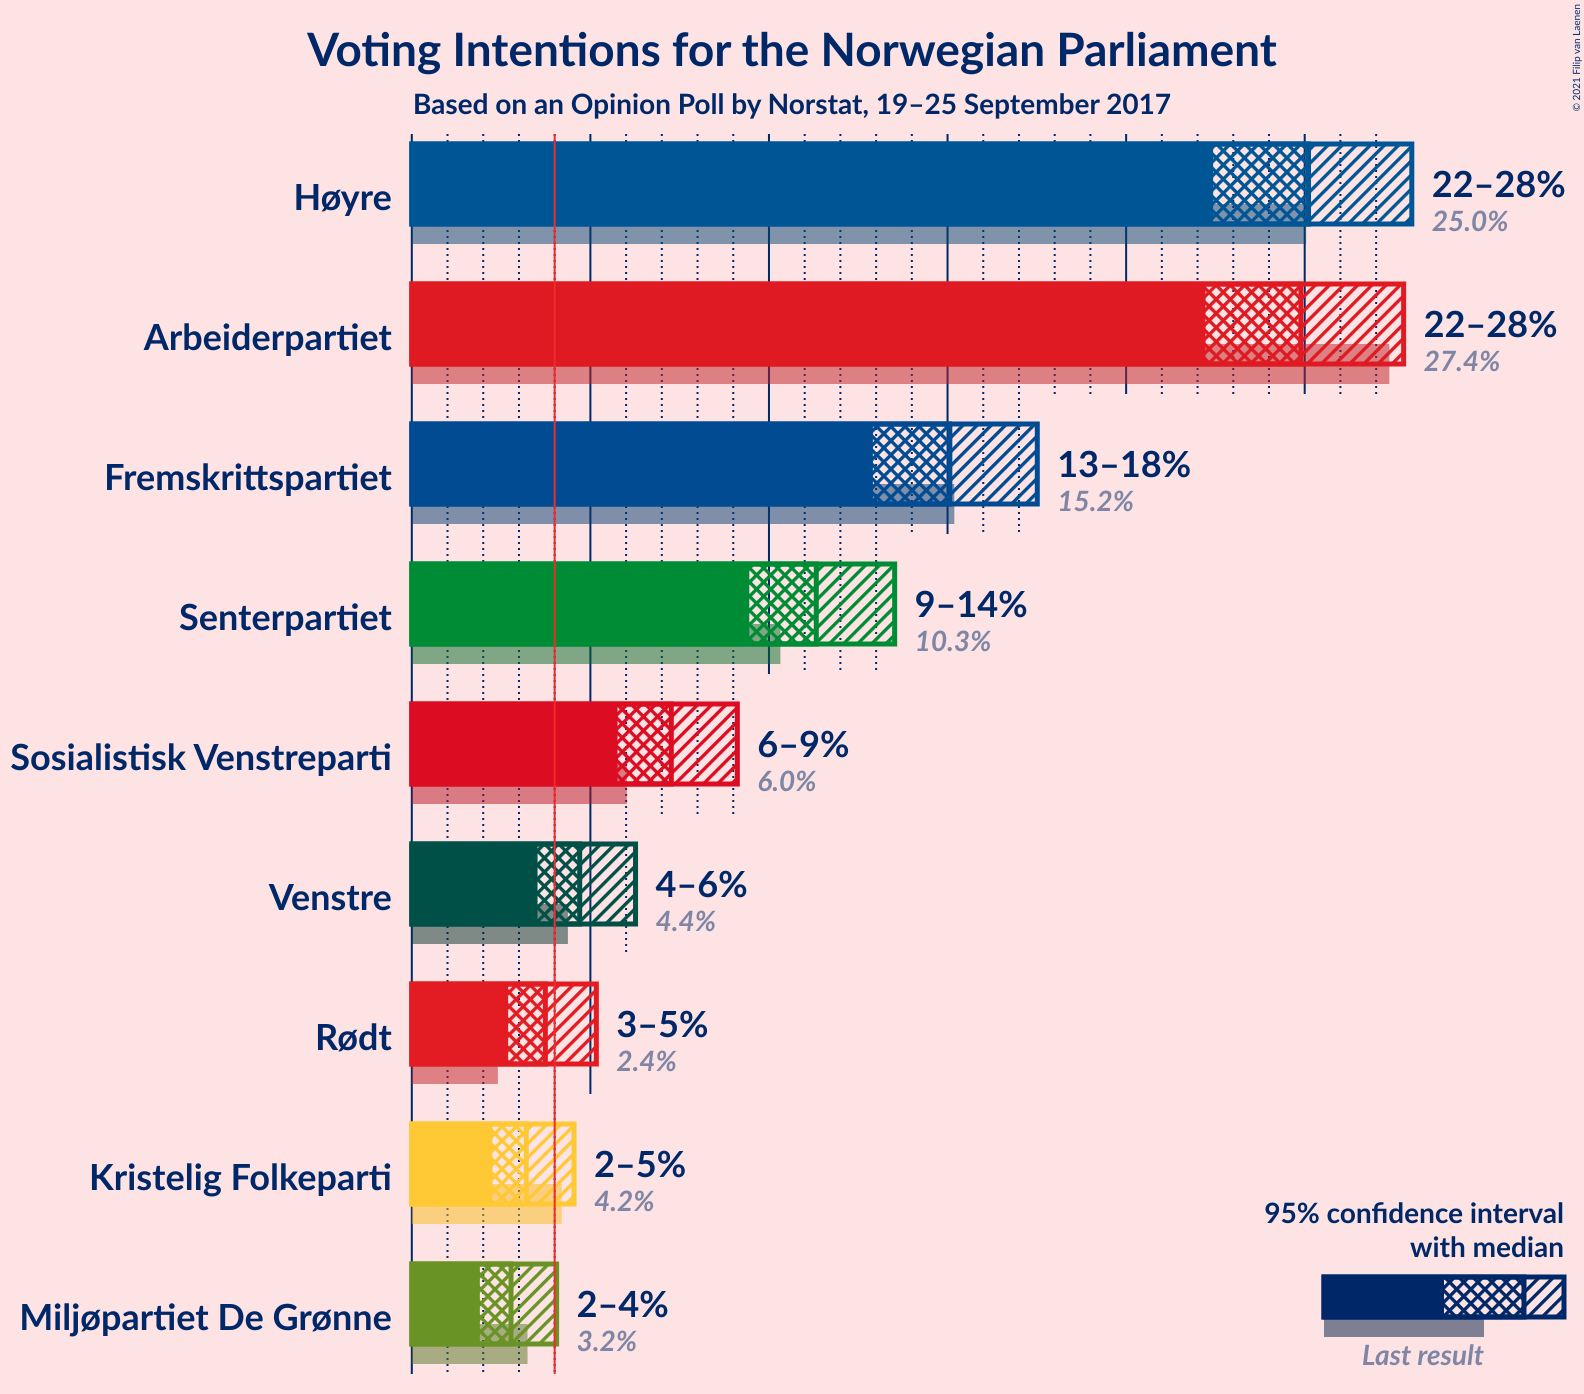 Voting Intentions for the Norwegian Parliament
Based on an Opinion Poll by Norstat, 19–25 September 2017
© 2021 Filip van Laenen
Høyre
22–28%
25.0%
Arbeiderpartiet
22–28%
27.4%
Fremskrittspartiet
13–18%
15.2%
Senterpartiet
9–14%
10.3%
Sosialistisk Venstreparti
6–9%
6.0%
Venstre
4–6%
4.4%
Rødt
3–5%
2.4%
Kristelig Folkeparti
2–5%
4.2%
Miljøpartiet De Grønne
2–4%
3.2%
95% confidence interval
with median
Last result